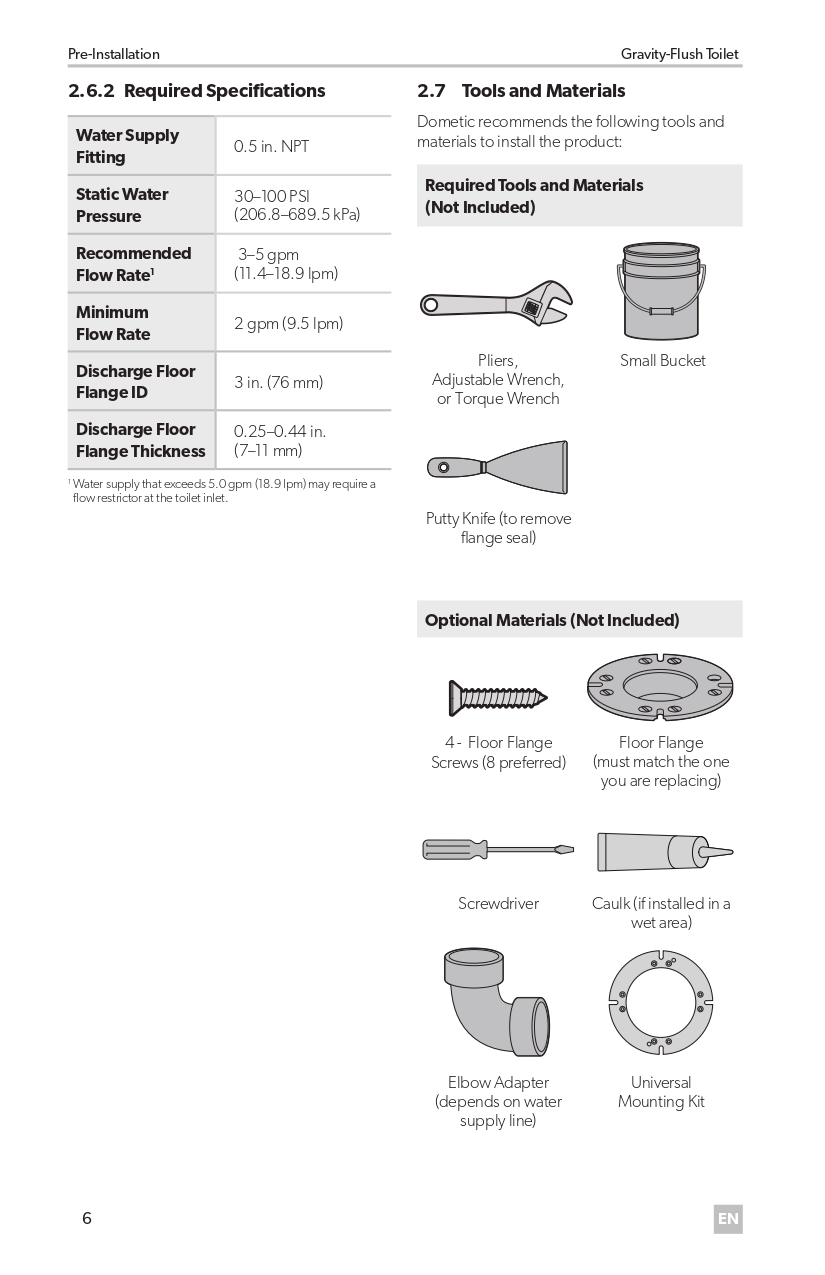 Pre-Installation
Gravity-Flush Toilet
2.6.2 Required Specifications
Water Supply
Fitting
0.5 in. NPT
Static Water
Pressure
30–100 PSI
(206.8–689.5 kPa)
Recommended
Flow Rate¹
3–5 gpm
(11.4–18.9 lpm)
Minimum
Flow Rate
2 gpm (9.5 lpm)
Discharge Floor
Flange ID
3 in. (76 mm)
Discharge Floor
Flange Thickness
0.25–0.44 in.
(7–11 mm)
¹ Water supply that exceeds 5.0 gpm (18.9 lpm) may require a
flow restrictor at the toilet inlet.
2.7 Tools and Materials
Dometic recommends the following tools and
materials to install the product:
Required Tools and Materials
(Not Included)
Pliers,
Adjustable Wrench,
or Torque Wrench
Small Bucket
Putty Knife (to remove
flange seal)
Optional Materials (Not Included)
4 - Floor Flange
Screws (8 preferred)
Floor Flange
(must match the one
you are replacing)
Screwdriver
Caulk (if installed in a
wet area)
Elbow Adapter
(depends on water
supply line)
Universal
Mounting Kit
6
EN